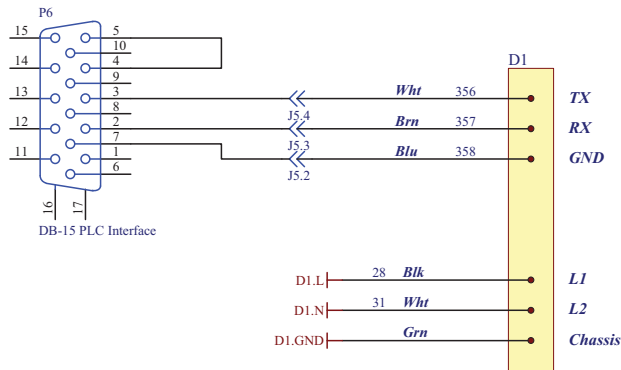 P6
15
5
10
14
4
9
D1
13
3
Wht 356
TX
8
J5.4
12
2
Brn 357
RX
7
J5.3
11
1
Blu 358
GND
6
J5.2
16
17
DB-15 PLC Interface
D1.L 28 Blk L1
D1.N 31 Wht L2
D1.GND Grn Chassis